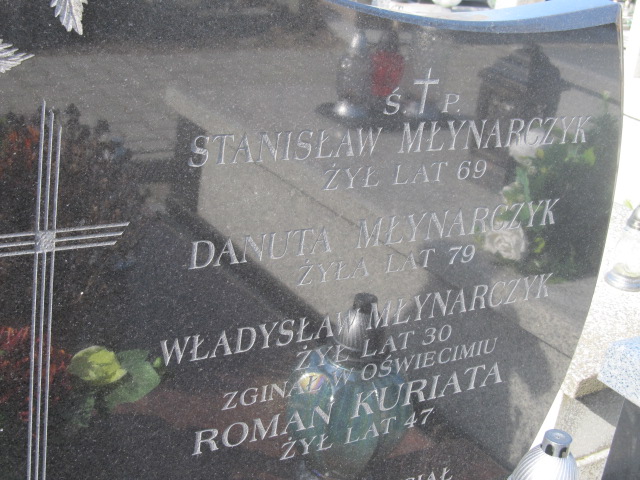 Ś. P.
STANISŁAW MŁYNARCZYK
ŻYŁ LAT 69
DANUTA MŁYNARCZYK
ŻYŁA LAT 79
WŁADYSŁAW MŁYNARCZYK
ŻYŁ LAT 30
ZGINĄŁ W OŚWIECIMIU
ROMAN KURIATA
ŻYŁ LAT 47